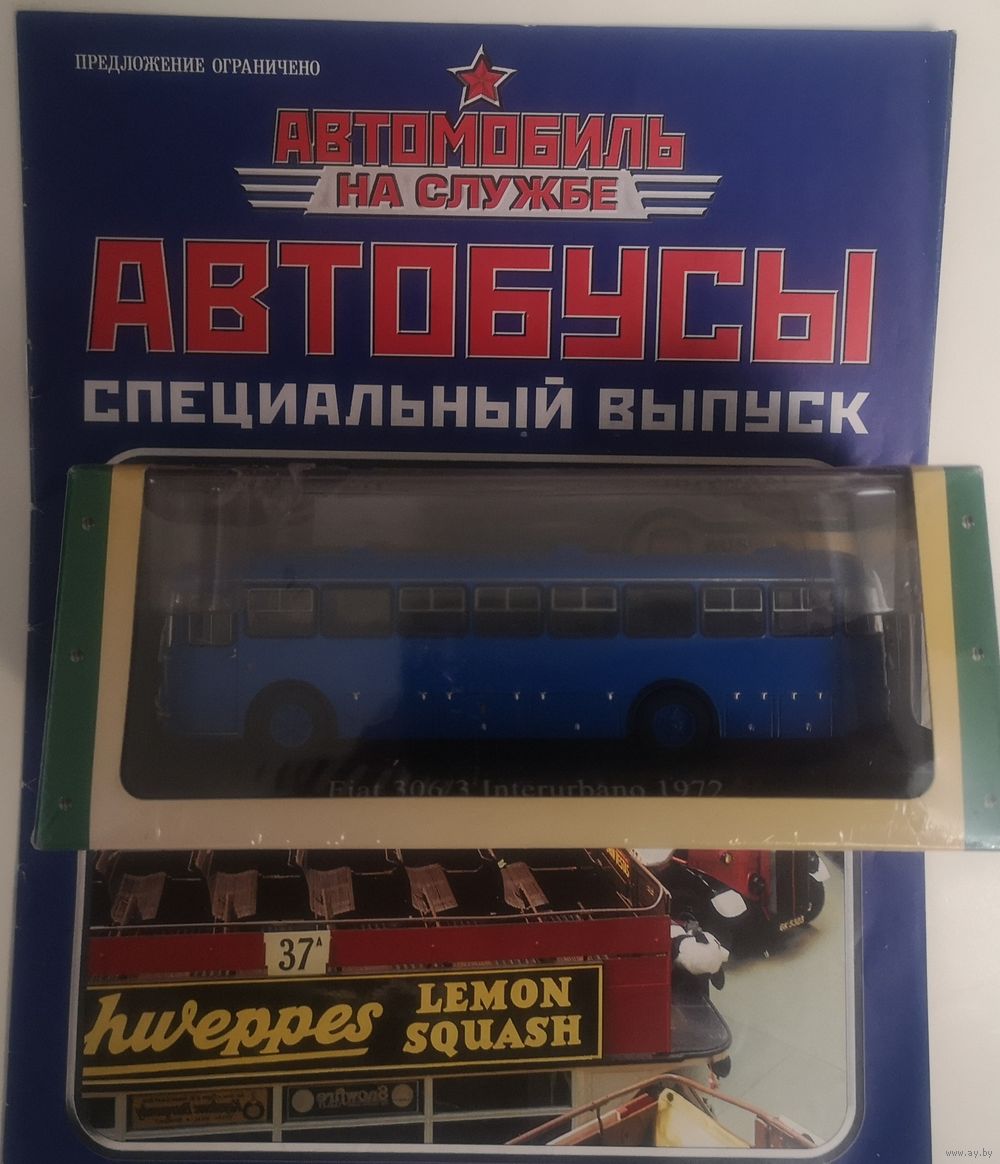 ПРЕДЛОЖЕНИЕ ОГРАНИЧЕНО
АВТОМОБИЛЬ
НА СЛУЖБЕ
АВТОБУСЫ
СПЕЦИАЛЬНЫЙ ВЫПУСК
Fiat 306/3 Interurbano 1972
37A
hweppes
LEMON
SQUASH
www.ay.by